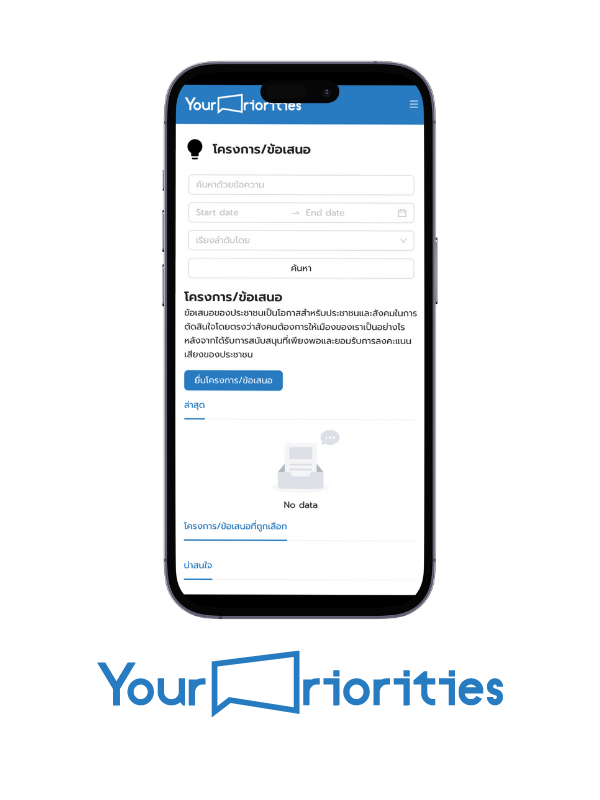 Your riorities
โครงการ/ข้อเสนอ
ค้นหาด้วยข้อความ
Start date → End date
เรียงลำดับโดย
ค้นหา
โครงการ/ข้อเสนอ
ข้อเสนอของประชาชนเป็นโอกาสสำหรับประชาชนและสังคมในการ
ตัดสินใจโดยตรงว่าสังคมต้องการให้เมืองของเราเป็นอย่างไร
หลังจากได้รับการสนับสนุนที่เพียงพอและยอมรับการลงคะแนน
เสียงของประชาชน
ยื่นโครงการ/ข้อเสนอ
ล่าสุด
No data
โครงการ/ข้อเสนอที่ถูกเลือก
น่าสนใจ
Your riorities